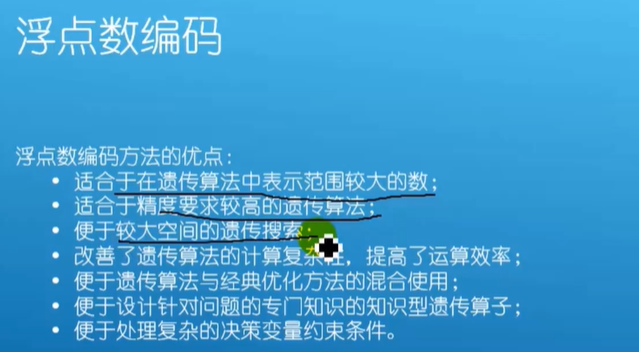 浮点数编码
浮点数编码方法的优点：
• 适合于在遗传算法中表示范围较大的数；
• 适合于精度要求较高的遗传算法；
• 便于较大空间的遗传搜索；
• 改善了遗传算法的计算复杂性，提高了运算效率；
• 便于遗传算法与经典优化方法的混合使用；
• 便于设计针对问题的专门知识的知识型遗传算子；
• 便于处理复杂的决策变量约束条件。